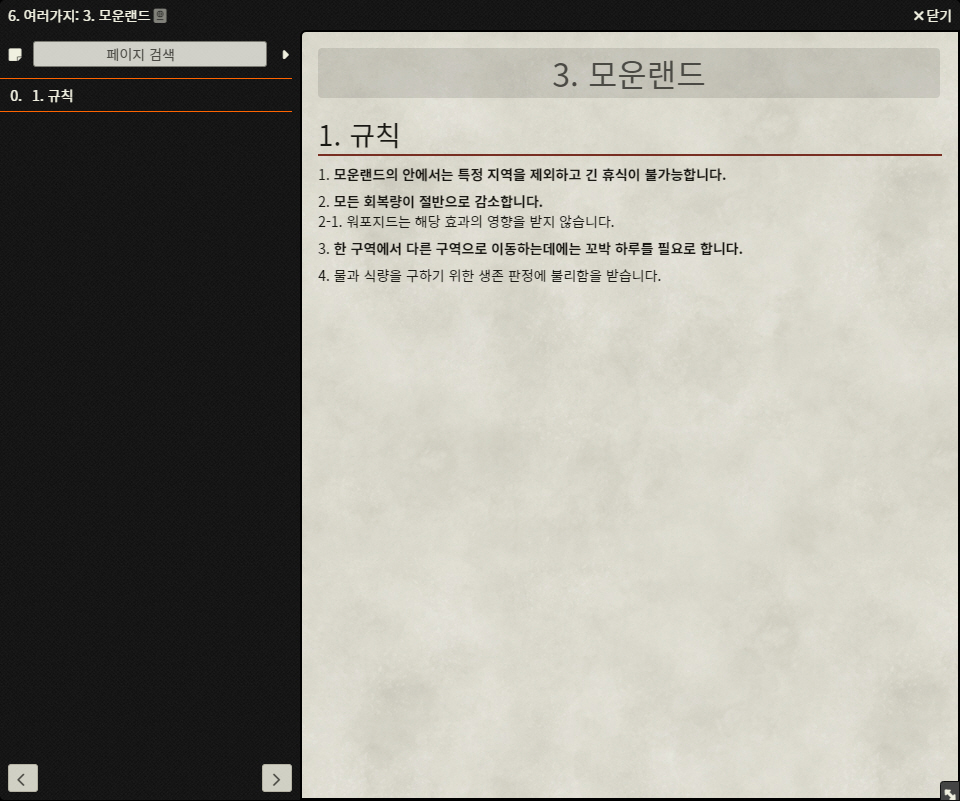 6. 여러가지: 3. 모운랜드
닫기
페이지 검색
0. 1. 규칙
3. 모운랜드
1. 규칙
1. 모운랜드의 안에서는 특정 지역을 제외하고 긴 휴식이 불가능합니다.
2. 모든 회복량이 절반으로 감소합니다.
2-1. 워포지드는 해당 효과의 영향을 받지 않습니다.
3. 한 구역에서 다른 구역으로 이동하는데에는 꼬박 하루를 필요로 합니다.
4. 물과 식량을 구하기 위한 생존 판정에 불리함을 받습니다.